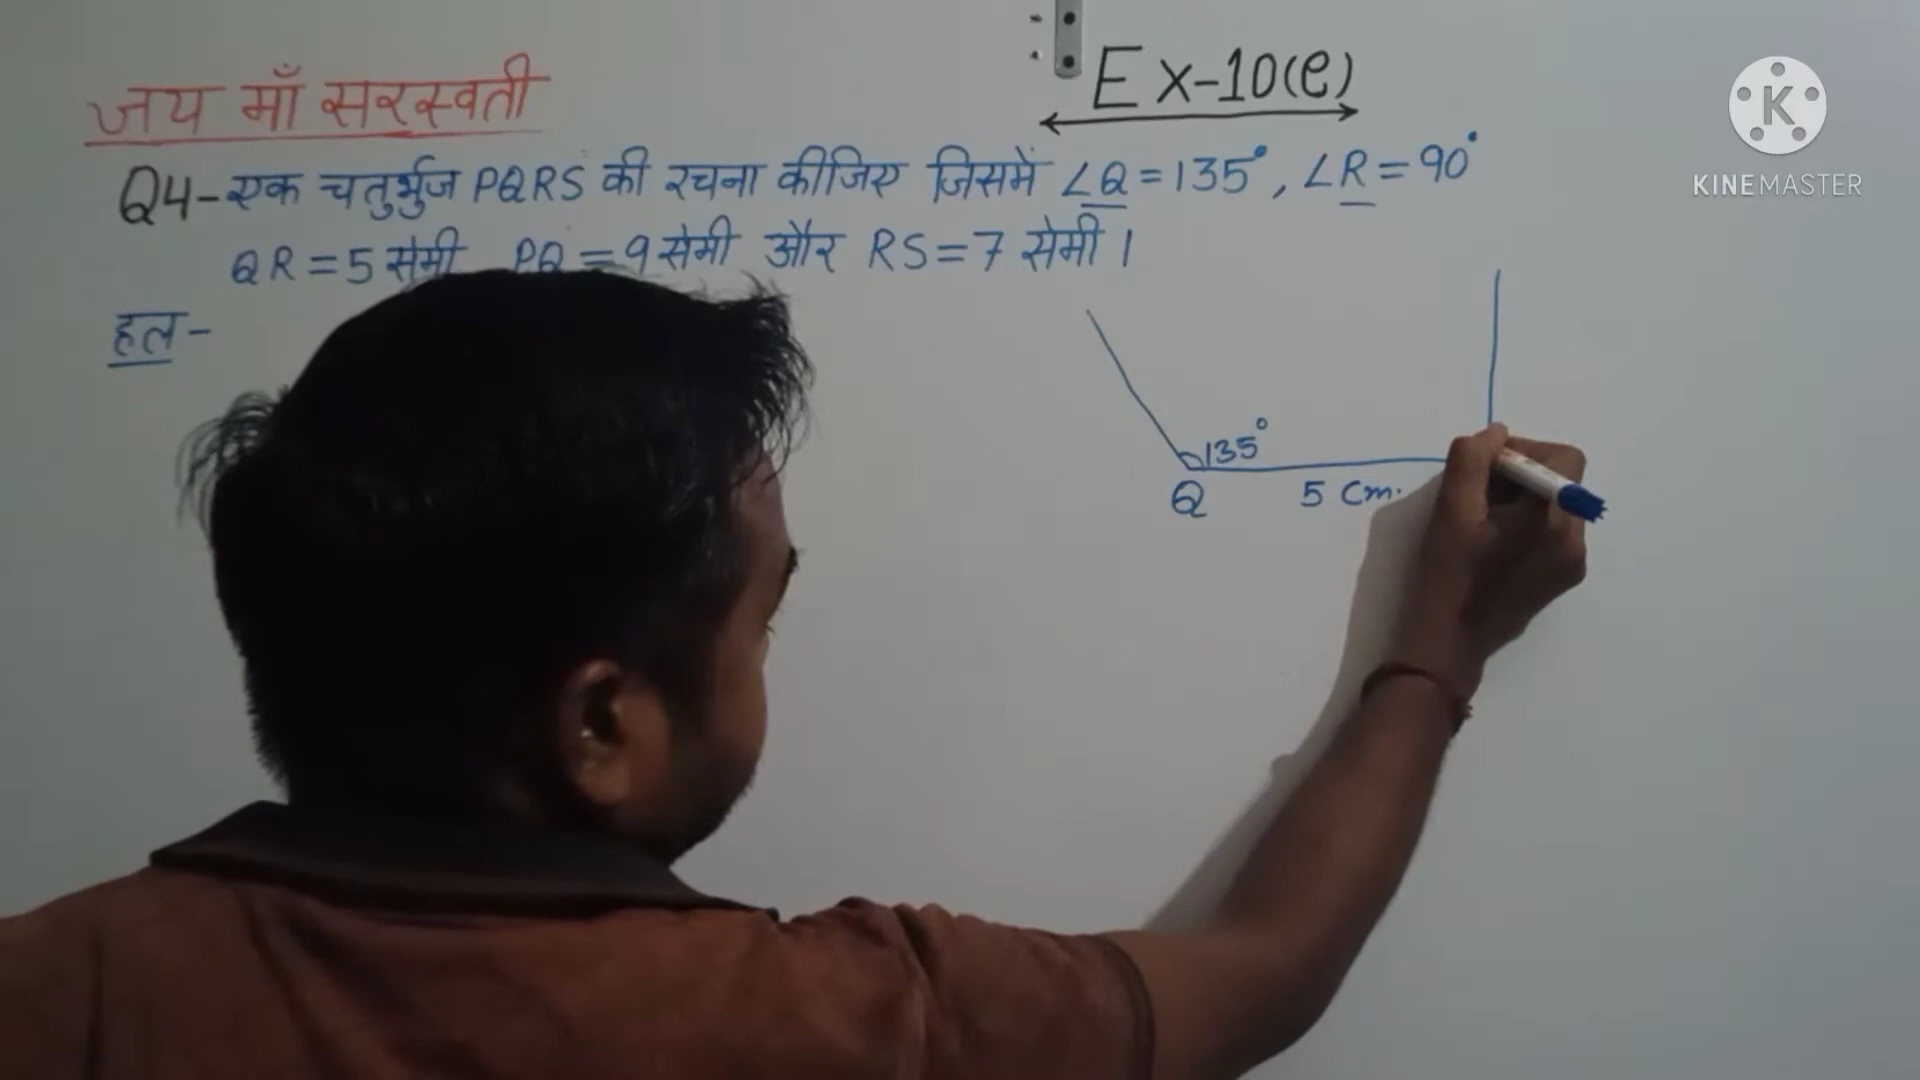 जय माँ सरस्वती
Ex-10(e)
KINEMASTER
Q4-एक चतुर्भुज PQRS की रचना कीजिए जिसमें ∠Q=135°, ∠R=90°
QR=5 सेमी, PQ=9 सेमी और RS=7 सेमी।
हल-
135°
Q 5 Cm.